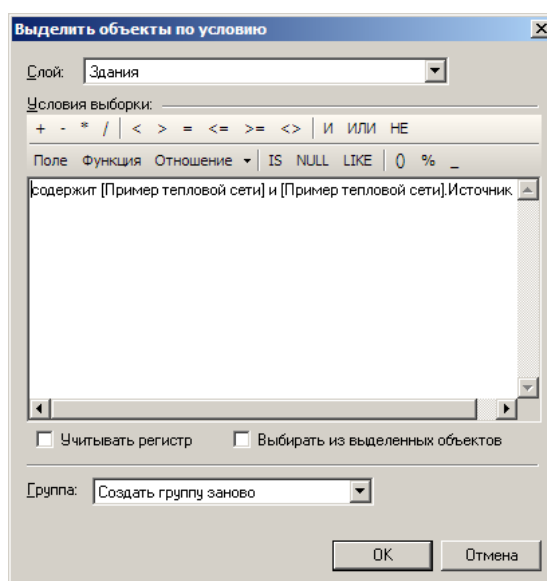 Выделить объекты по условию
Слой: Здания
Условия выборки:
+ - * / < > = <= >= <> И ИЛИ НЕ
Поле Функция Отношение IS NULL LIKE () % _
содержит [Пример тепловой сети] и [Пример тепловой сети].Источник
Учитывать регистр Выбирать из выделенных объектов
Группа: Создать группу заново
OK Отмена